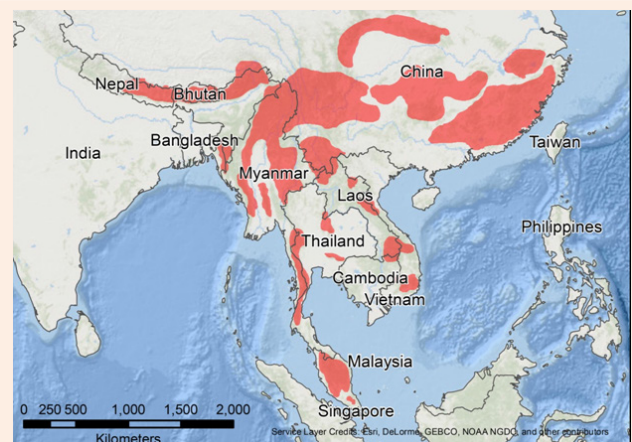 China
Nepal
Bhutan
Bangladesh
Taiwan
India
Myanmar
Laos
Philippines
Thailand
Cambodia
Vietnam
Malaysia
Singapore
0 250 500 1,000 1,500 2,000
Kilometers
Service Layer Credits: Esri, DeLorme, GEBCO, NOAA NGDC, and other contributors